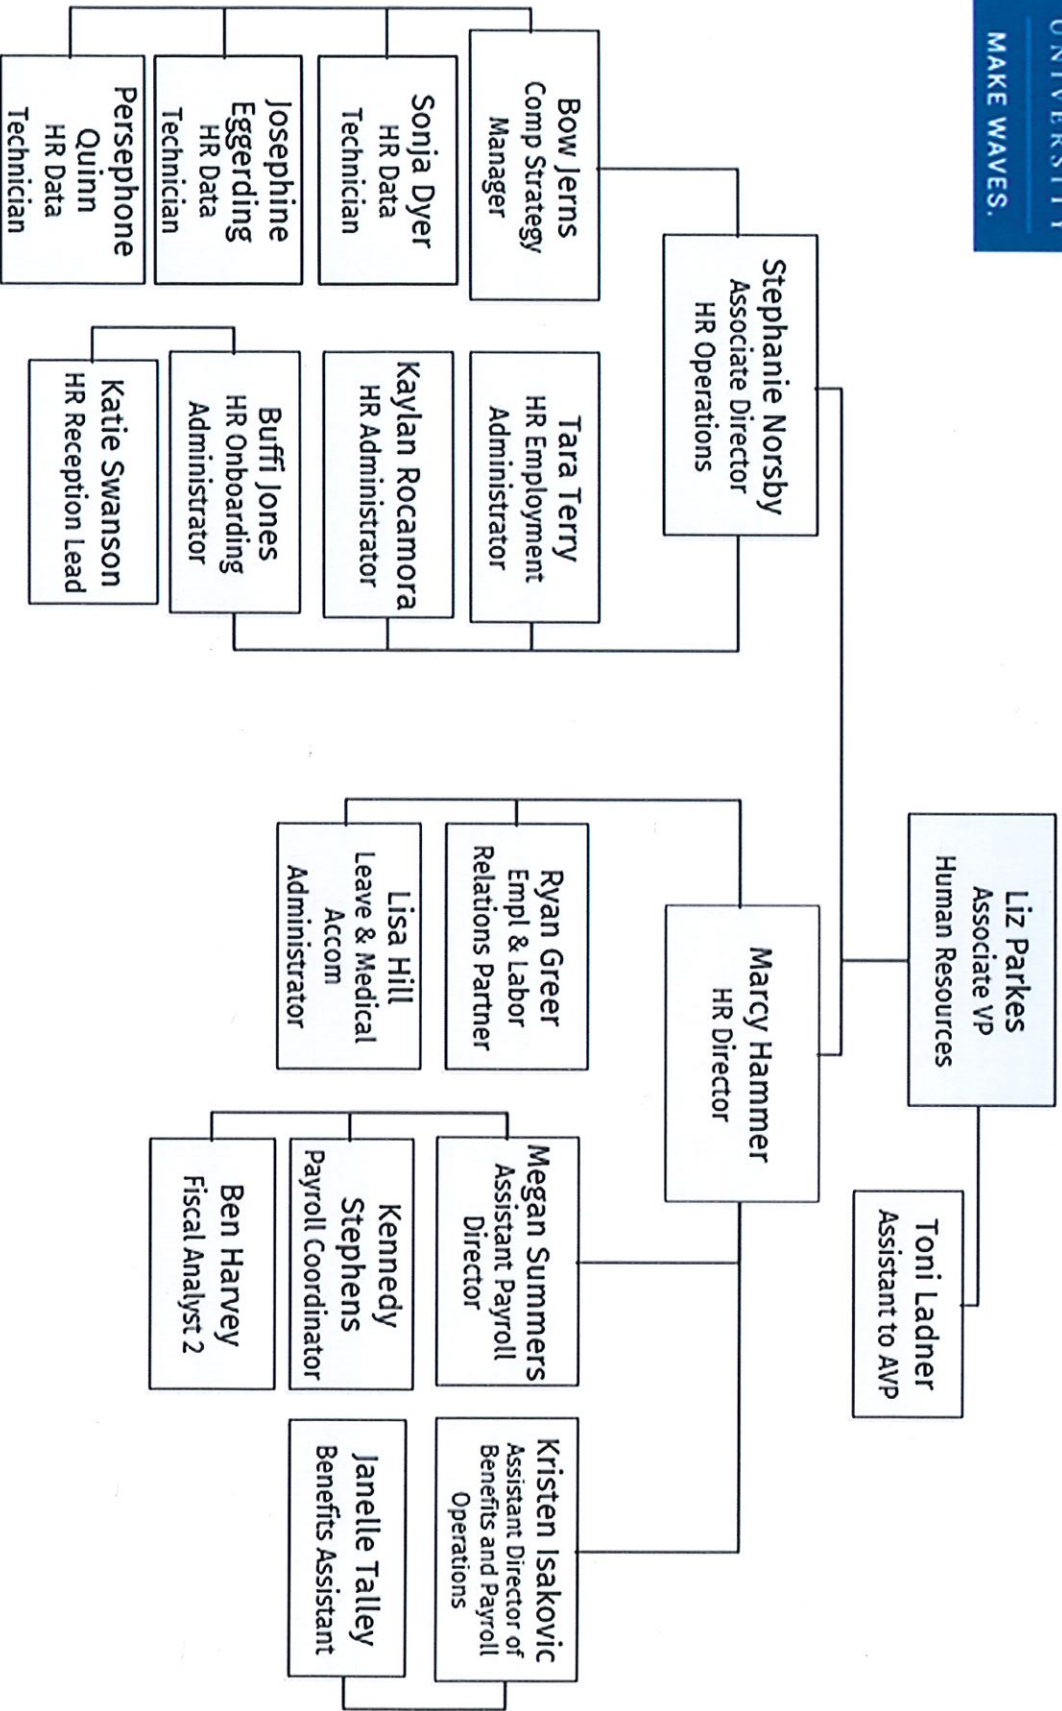 UNIVERSITY
MAKE WAVES.
Liz Parkes
Associate VP
Human Resources
Toni Ladner
Assistant to AVP
Stephanie Norsby
Associate Director
HR Operations
Marcy Hammer
HR Director
Bow Jerns
Comp Strategy
Manager
Sonja Dyer
HR Data
Technician
Josephine
Eggerding
HR Data
Technician
Persephone
Quinn
HR Data
Technician
Tara Terry
HR Employment
Administrator
Kaylan Rocamora
HR Administrator
Buffi Jones
HR Onboarding
Administrator
Katie Swanson
HR Reception Lead
Ryan Greer
Empl & Labor
Relations Partner
Lisa Hill
Leave & Medical
Accom
Administrator
Megan Summers
Assistant Payroll
Director
Kennedy
Stephens
Payroll Coordinator
Ben Harvey
Fiscal Analyst 2
Kristen Isakovic
Assistant Director of
Benefits and Payroll
Operations
Janelle Talley
Benefits Assistant